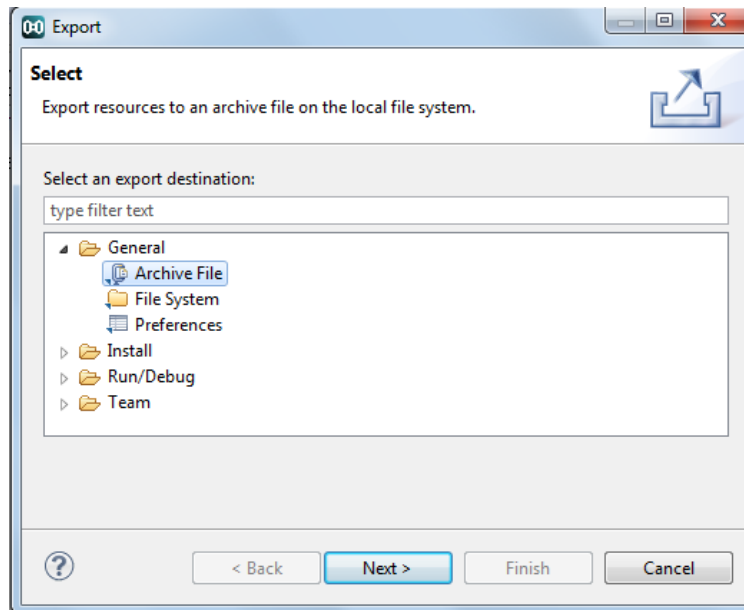 Export
Select
Export resources to an archive file on the local file system.
Select an export destination:
type filter text
General
Archive File
File System
Preferences
Install
Run/Debug
Team
? < Back Next > Finish Cancel